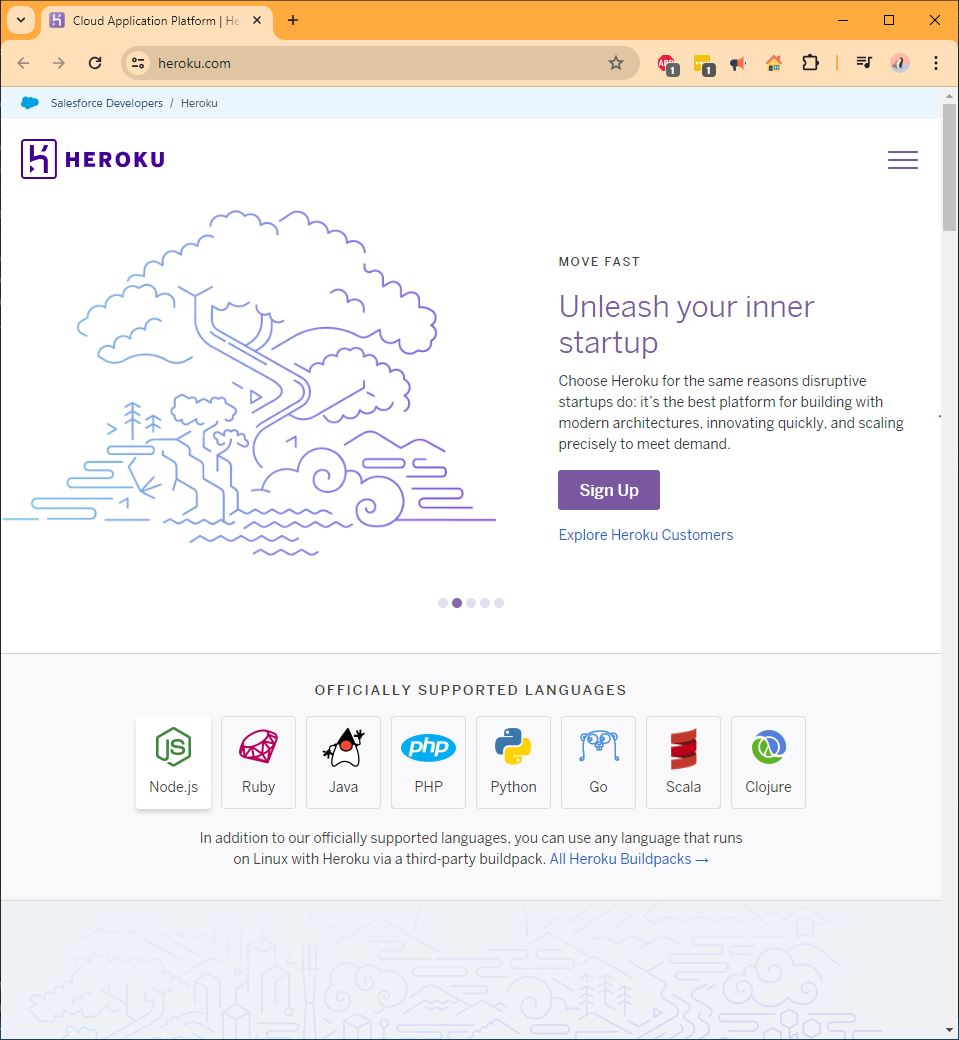 Cloud Application Platform | He
heroku.com
ABP
1
1
Salesforce Developers / Heroku
HEROKU
MOVE FAST
Unleash your inner
startup
Choose Heroku for the same reasons disruptive
startups do: it's the best platform for building with
modern architectures, innovating quickly, and scaling
precisely to meet demand.
Sign Up
Explore Heroku Customers
OFFICIALLY SUPPORTED LANGUAGES
JS
php
Node.js
Ruby
Java
PHP
Python
Go
Scala
Clojure
In addition to our officially supported languages, you can use any language that runs
on Linux with Heroku via a third-party buildpack. All Heroku Buildpacks →